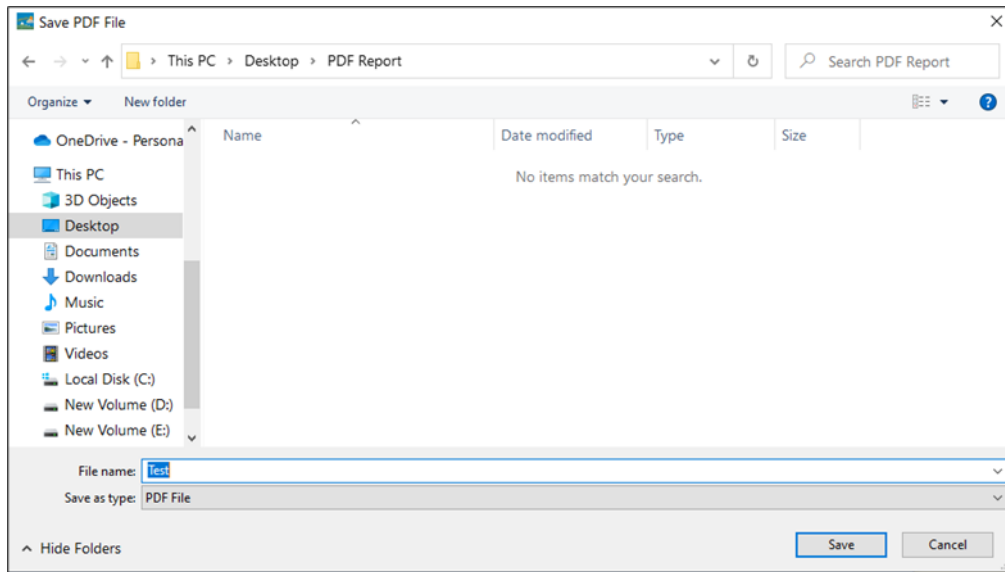 Save PDF File
This PC > Desktop > PDF Report
Search PDF Report
Organize
New folder
OneDrive - Persona
This PC
3D Objects
Desktop
Documents
Downloads
Music
Pictures
Videos
Local Disk (C:)
New Volume (D:)
New Volume (E:)
Name
Date modified
Type
Size
No items match your search.
File name: Test
Save as type: PDF File
Hide Folders
Save
Cancel